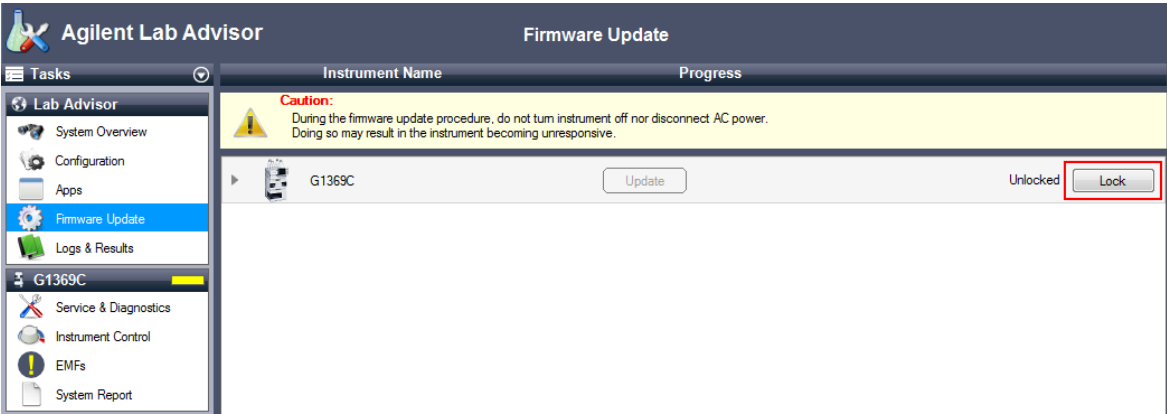 Agilent Lab Advisor
Firmware Update
Tasks
Instrument Name
Progress
Lab Advisor
System Overview
Configuration
Apps
Firmware Update
Logs & Results
G1369C
Service & Diagnostics
Instrument Control
EMFs
System Report
Caution:
During the firmware update procedure, do not turn instrument off nor disconnect AC power.
Doing so may result in the instrument becoming unresponsive.
G1369C
Update
Unlocked
Lock